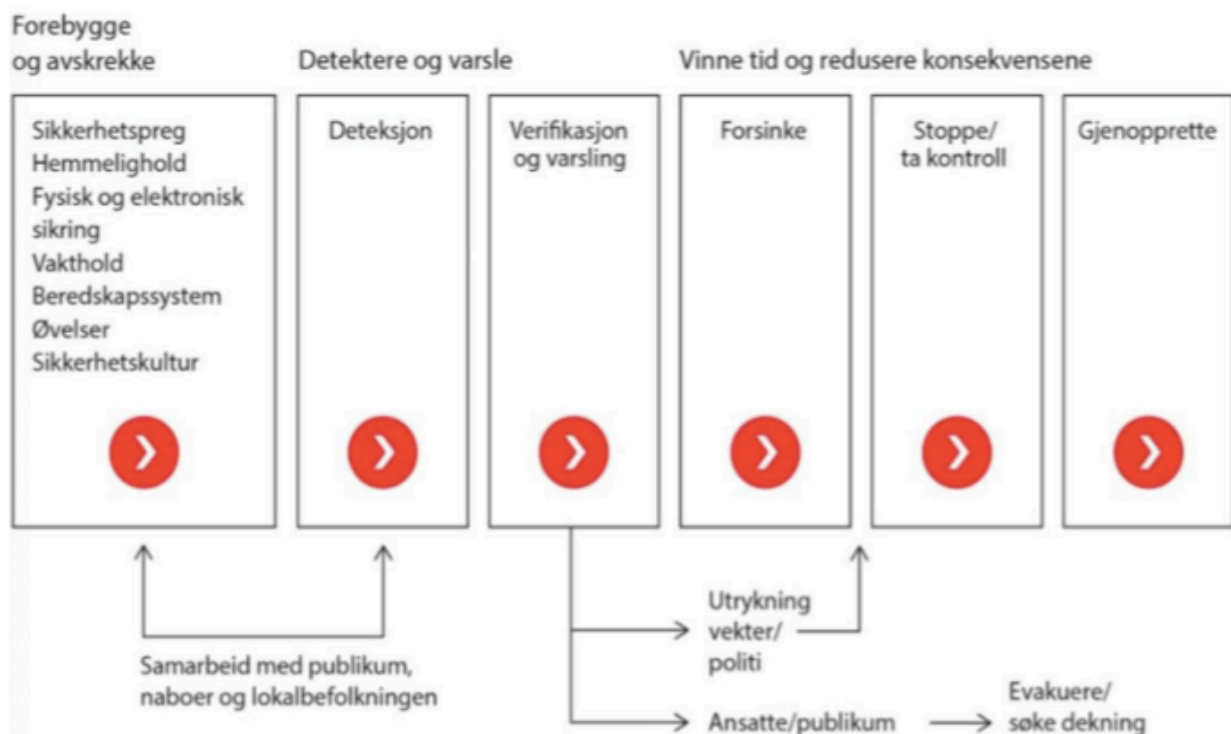 Forebygge
og avskrekke
Detektere og varsle
Vinne tid og redusere konsekvensene
Sikkerhetspreg
Hemmelighold
Fysisk og elektronisk
sikring
Vakthold
Beredskapssystem
Øvelser
Sikkerhetskultur
Deteksjon
Verifikasjon
og varsling
Forsinke
Stoppe/
ta kontroll
Gjenopprette
Samarbeid med publikum,
naboer og lokalbefolkningen
Utrykning
vekter/
politi
Ansatte/publikum
Evakuere/
søke dekning